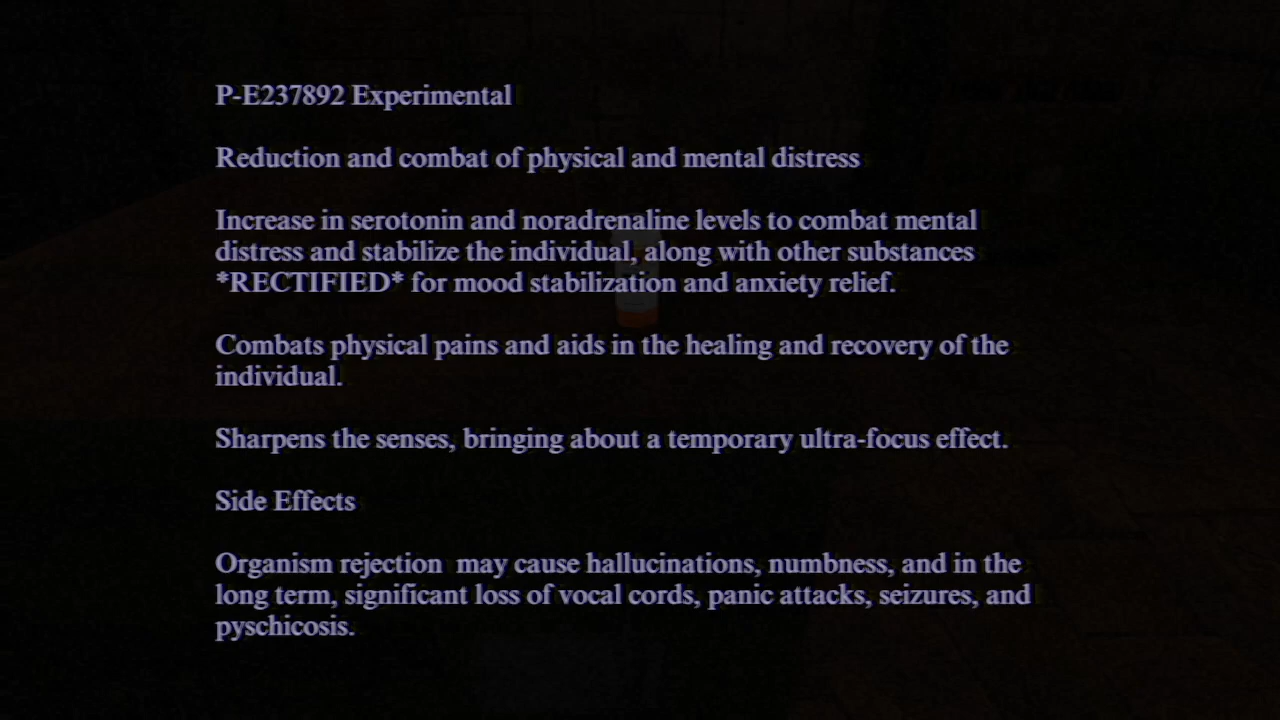 P-E237892 Experimental
Reduction and combat of physical and mental distress
Increase in serotonin and noradrenaline levels to combat mental
distress and stabilize the individual, along with other substances
*RECTIFIED* for mood stabilization and anxiety relief.
Combats physical pains and aids in the healing and recovery of the
individual.
Sharpens the senses, bringing about a temporary ultra-focus effect.
Side Effects
Organism rejection  may cause hallucinations, numbness, and in the
long term, significant loss of vocal cords, panic attacks, seizures, and
pyschicosis.